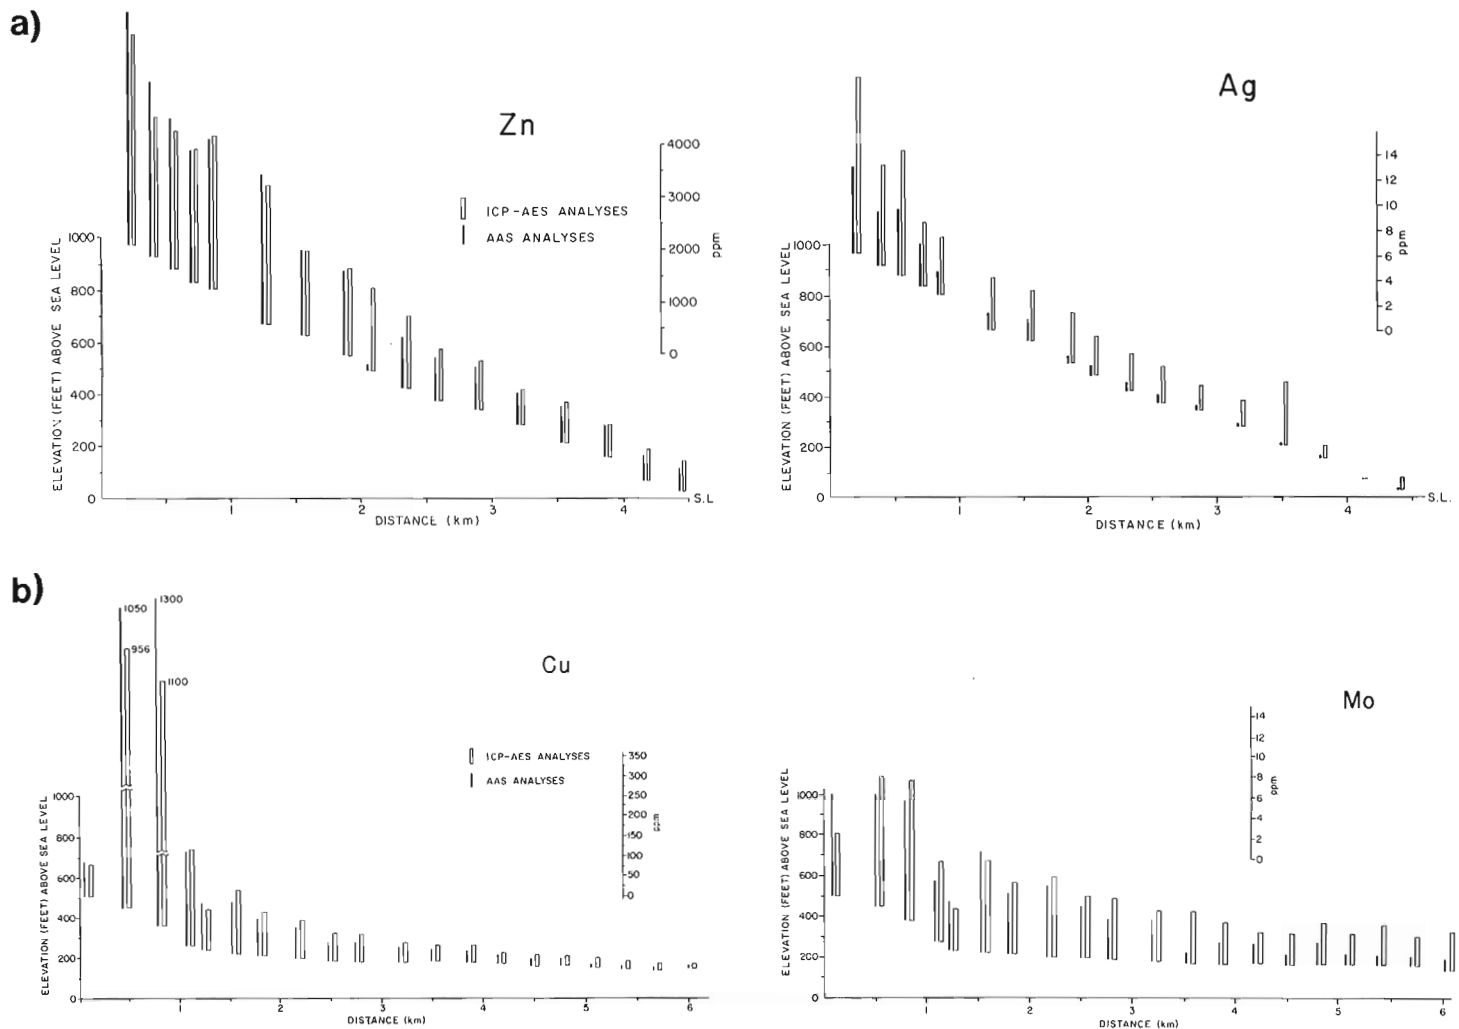 a)
Zn
ICP-AES ANALYSES
AAS ANALYSES
4000
3000
2000
1000
0
ppm
1000
800
600
400
200
0
ELEVATION (FEET) ABOVE SEA LEVEL
1 2 3 4
S.L.
DISTANCE (km)
Ag
14
12
10
8
6
4
2
0
ppm
1000
800
600
400
200
0
ELEVATION (FEET) ABOVE SEA LEVEL
1 2 3 4
S.L.
DISTANCE (km)
b)
1050
956
1300
1100
Cu
ICP-AES ANALYSES
AAS ANALYSES
350
300
250
200
150
100
50
0
ppm
1000
800
600
400
200
0
ELEVATION (FEET) ABOVE SEA LEVEL
1 2 3 4 5 6
DISTANCE (km)
Mo
14
12
10
8
6
4
2
0
ppm
1000
800
600
400
200
0
ELEVATION (FEET) ABOVE SEA LEVEL
1 2 3 4 5 6
DISTANCE (km)